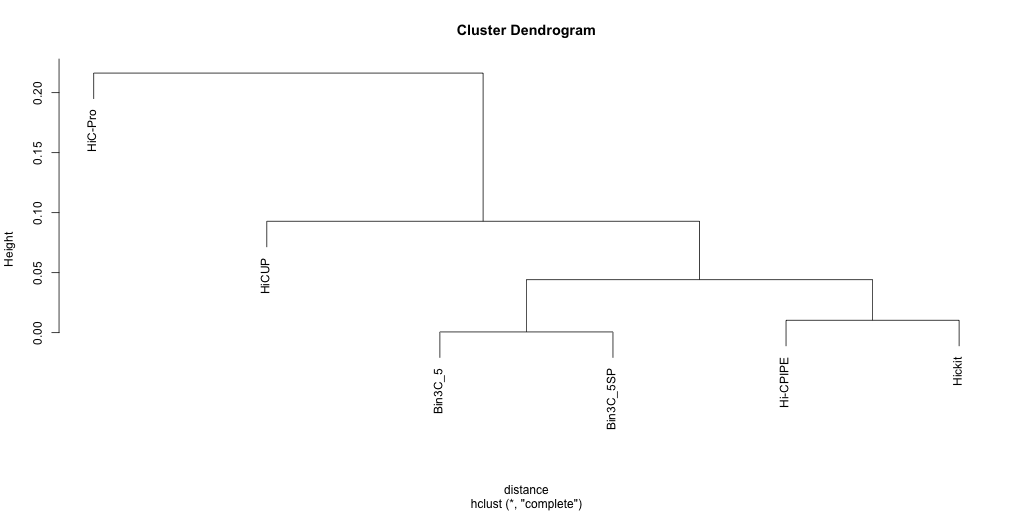 Cluster Dendrogram
Height
0.20
0.15
0.10
0.05
0.00
HiC-Pro
HiCUP
Bin3C_5
Bin3C_5SP
Hi-CPIPE
Hickit
distance
hclust (*, "complete")